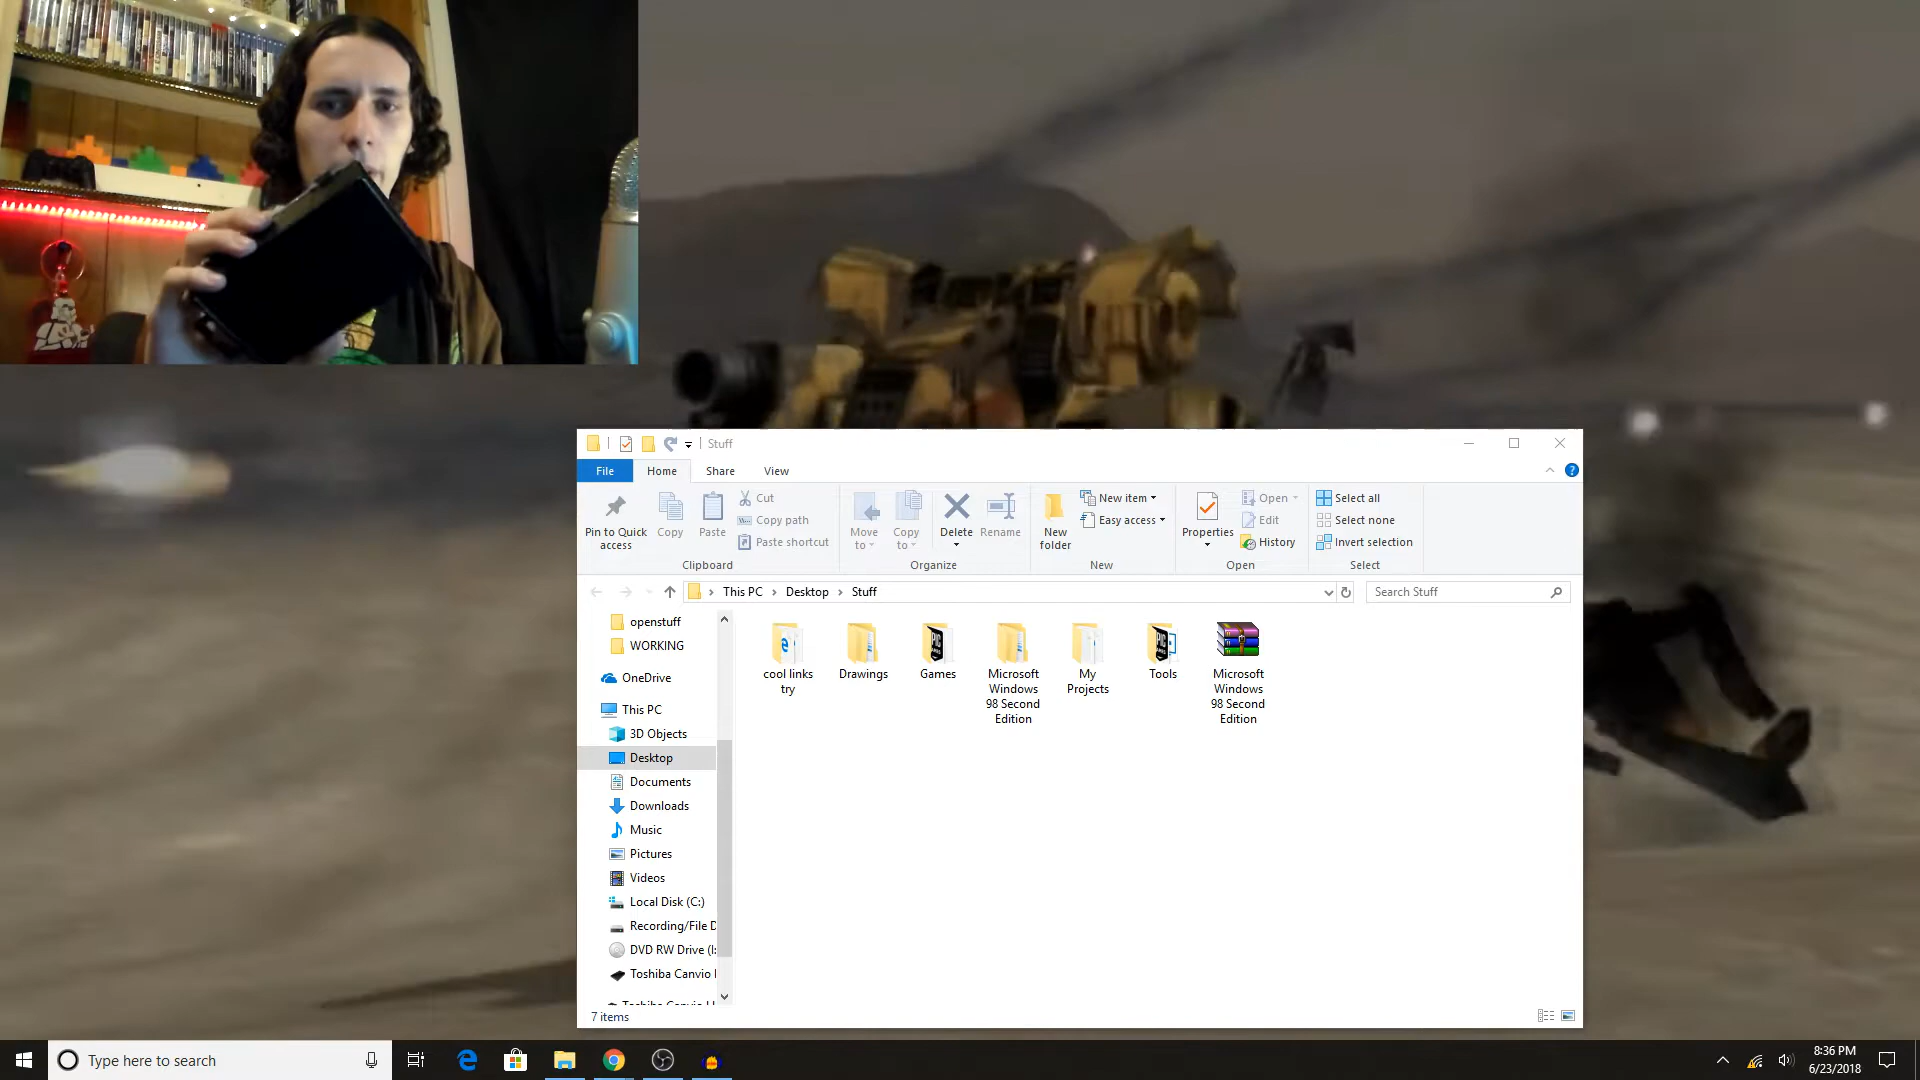 Stuff
File
Home
Share
View
Pin to Quick
access
Copy
Paste
Cut
Copy path
Paste shortcut
Clipboard
Move
to
Copy
to
Delete
Rename
Organize
New
folder
New item
Easy access
New
Properties
Open
Edit
History
Open
Select all
Select none
Invert selection
Select
This PC
Desktop
Stuff
Search Stuff
openstuff
WORKING
OneDrive
This PC
3D Objects
Desktop
Documents
Downloads
Music
Pictures
Videos
Local Disk (C:)
Recording/File D
DVD RW Drive (I:
Toshiba Canvio
cool links
try
Drawings
Games
Microsoft
Windows
98 Second
Edition
My
Projects
Tools
Microsoft
Windows
98 Second
Edition
7 items
Type here to search
8:36 PM
6/23/2018